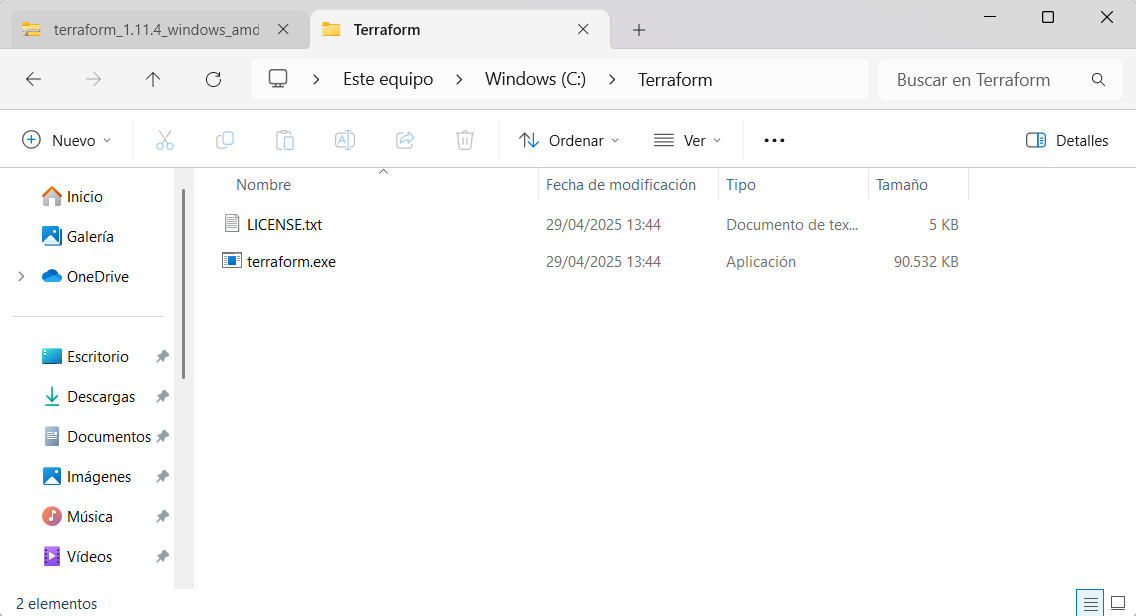 terraform_1.11.4_windows_amd
Terraform
Este equipo > Windows (C:) > Terraform
Buscar en Terraform
Nuevo
Ordenar
Ver
Detalles
Inicio
Galería
OneDrive
Escritorio
Descargas
Documentos
Imágenes
Música
Vídeos
Nombre Fecha de modificación Tipo Tamaño
LICENSE.txt 29/04/2025 13:44 Documento de tex... 5 KB
terraform.exe 29/04/2025 13:44 Aplicación 90.532 KB
2 elementos